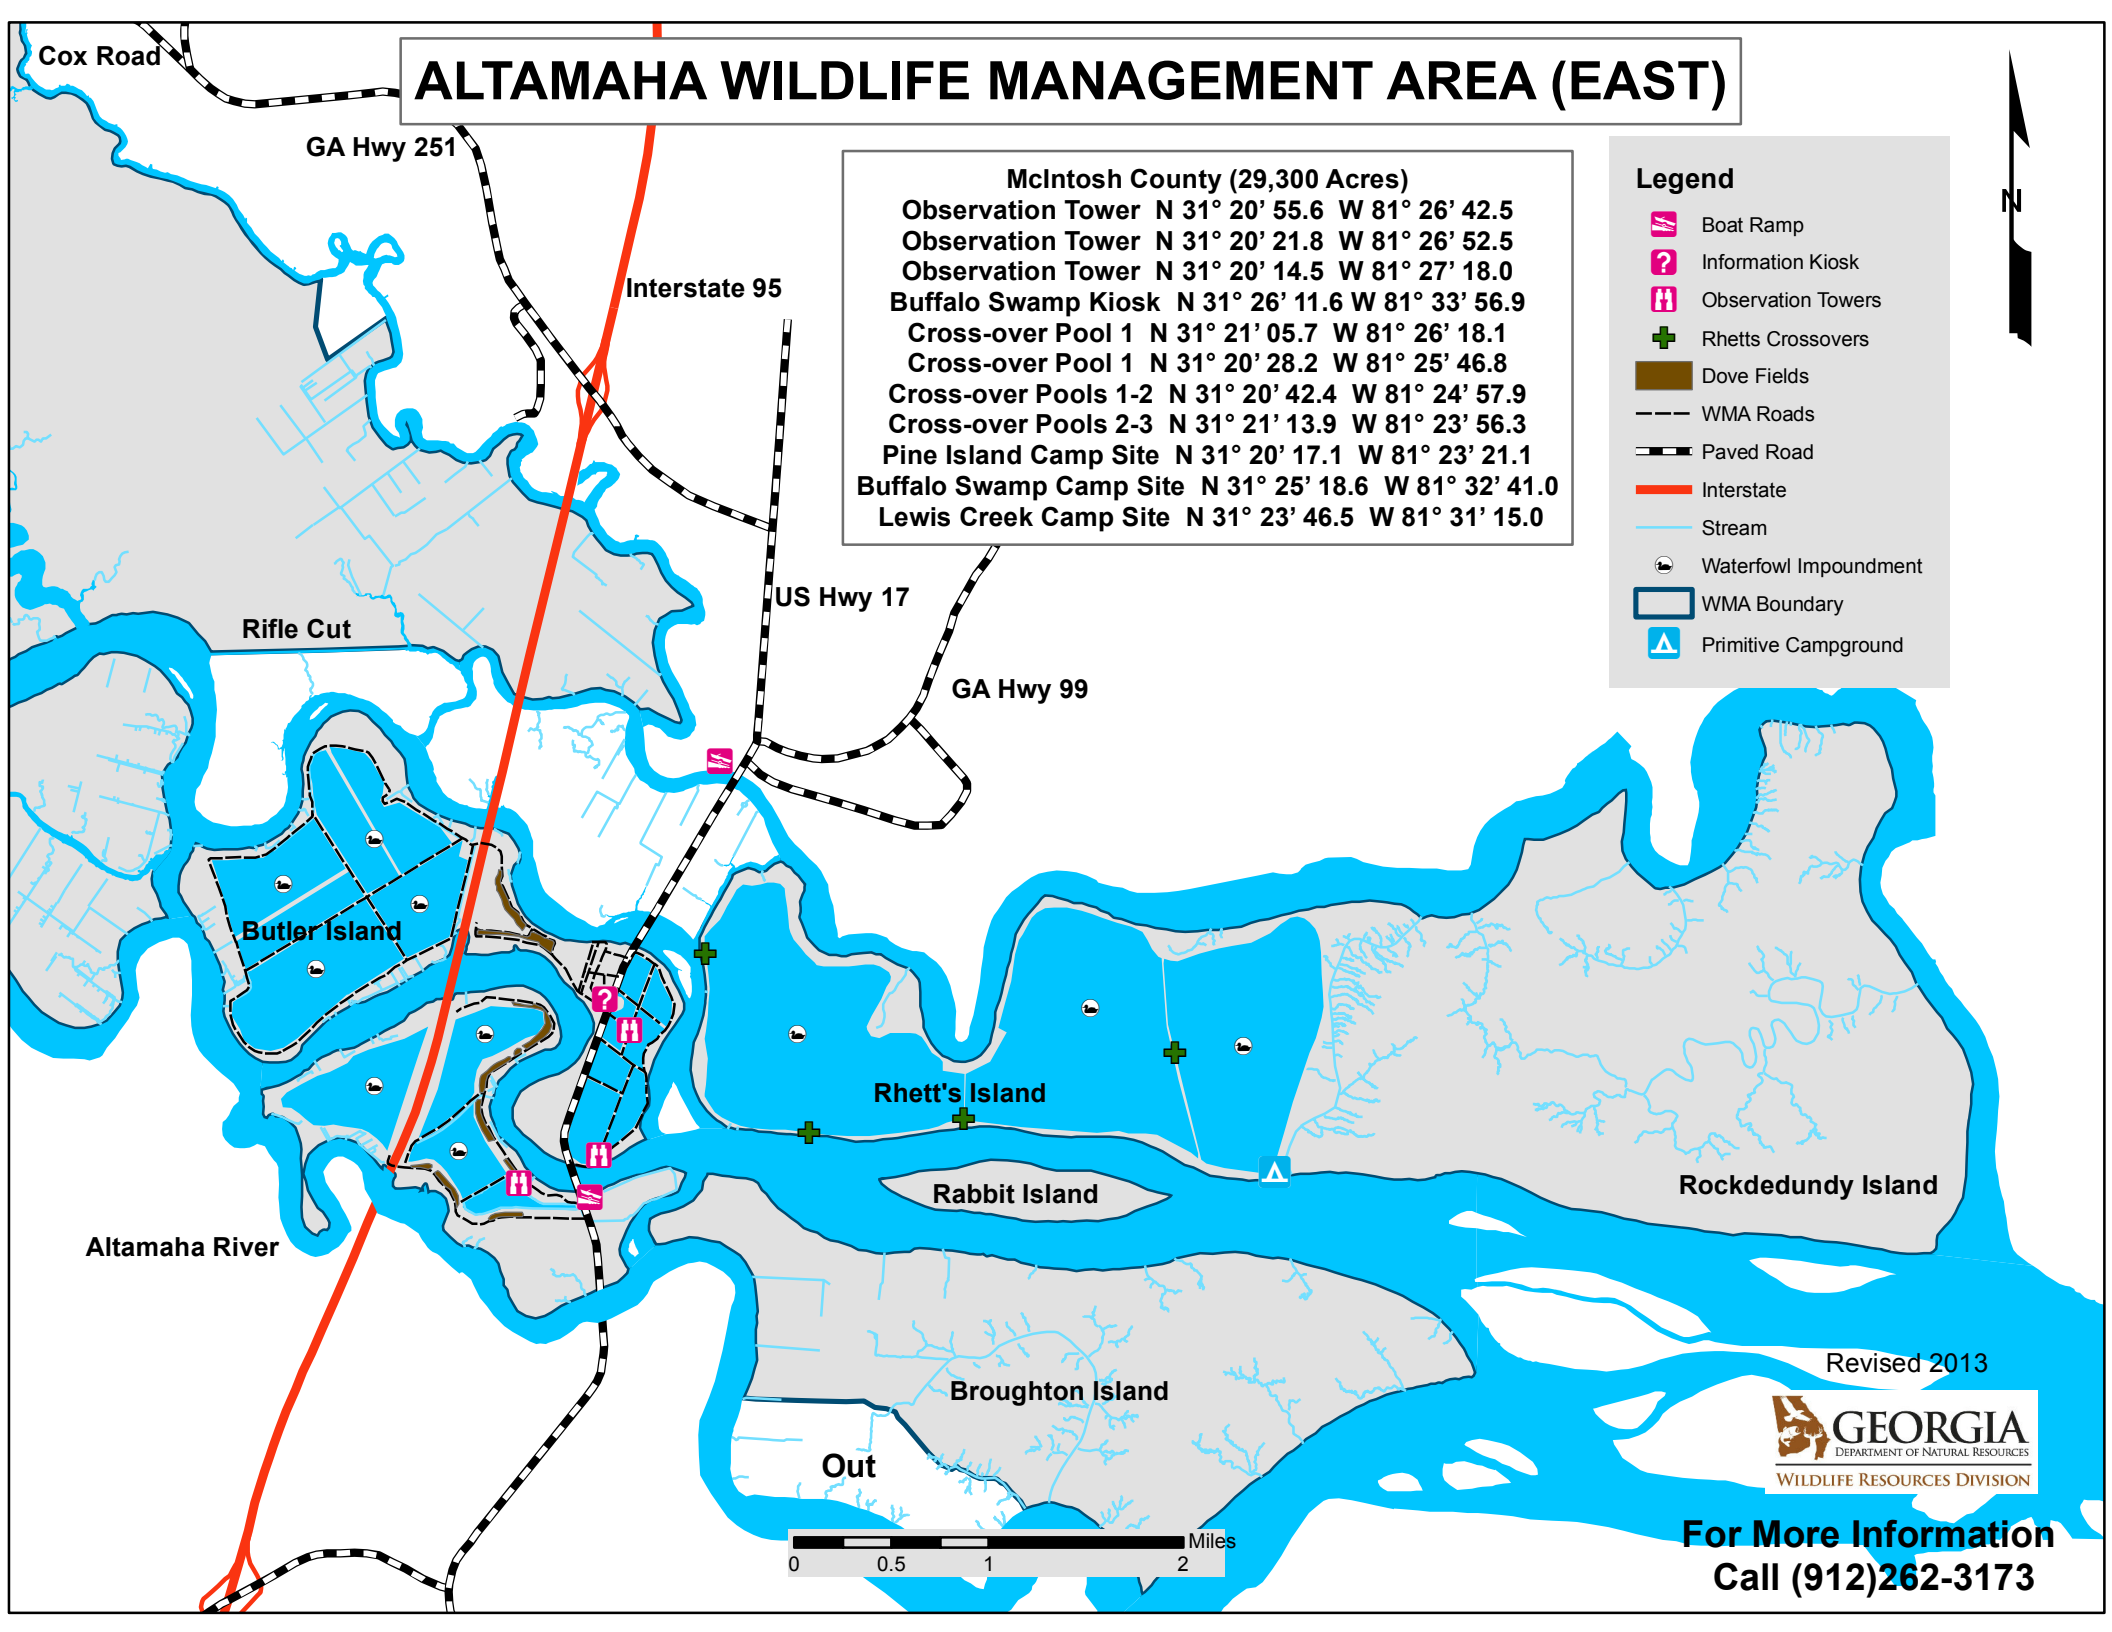 ALTAMAHA WILDLIFE MANAGEMENT AREA (EAST)
Cox Road
GA Hwy 251
Interstate 95
McIntosh County (29,300 Acres)
Observation Tower N 31° 20’ 55.6 W 81° 26’ 42.5
Observation Tower N 31° 20’ 21.8 W 81° 26’ 52.5
Observation Tower N 31° 20’ 14.5 W 81° 27’ 18.0
Buffalo Swamp Kiosk N 31° 26’ 11.6 W 81° 33’ 56.9
Cross-over Pool 1 N 31° 21’ 05.7 W 81° 26’ 18.1
Cross-over Pool 1 N 31° 20’ 28.2 W 81° 25’ 46.8
Cross-over Pools 1-2 N 31° 20’ 42.4 W 81° 24’ 57.9
Cross-over Pools 2-3 N 31° 21’ 13.9 W 81° 23’ 56.3
Pine Island Camp Site N 31° 20’ 17.1 W 81° 23’ 21.1
Buffalo Swamp Camp Site N 31° 25’ 18.6 W 81° 32’ 41.0
Lewis Creek Camp Site N 31° 23’ 46.5 W 81° 31’ 15.0
Legend
Boat Ramp
? Information Kiosk
Observation Towers
Rhetts Crossovers
Dove Fields
WMA Roads
Paved Road
Interstate
Stream
Waterfowl Impoundment
WMA Boundary
Primitive Campground
N
US Hwy 17
Rifle Cut
GA Hwy 99
Butler Island
?
Rhett's Island
Rabbit Island
Rockdedundy Island
Altamaha River
Broughton Island
Out
Revised 2013
GEORGIA
DEPARTMENT OF NATURAL RESOURCES
WILDLIFE RESOURCES DIVISION
For More Information
Call (912)262-3173
Miles
0 0.5 1 2